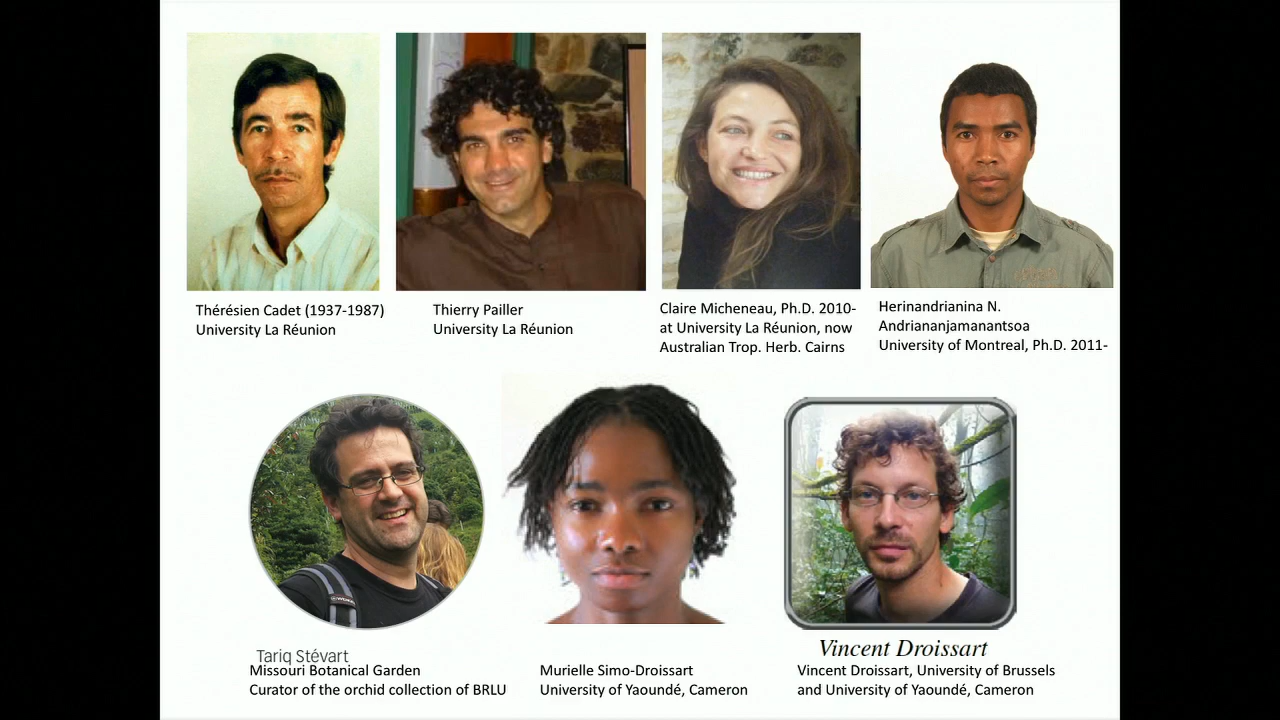 Thérésien Cadet (1937-1987)
University La Réunion
Thierry Pailler
University La Réunion
Claire Micheneau, Ph.D. 2010-
at University La Réunion, now
Australian Trop. Herb. Cairns
Herinandrianina N.
Andriananjamanantsoa
University of Montreal, Ph.D. 2011-
Tariq Stévart
Missouri Botanical Garden
Curator of the orchid collection of BRLU
Murielle Simo-Droissart
University of Yaoundé, Cameron
Vincent Droissart
Vincent Droissart, University of Brussels
and University of Yaoundé, Cameron